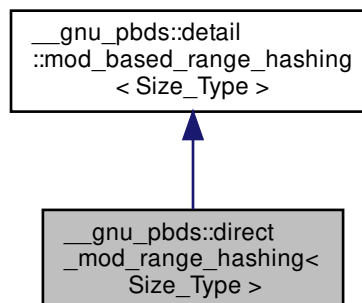 __gnu_pbds::detail
::mod_based_range_hashing
< Size_Type >
__gnu_pbds::direct
_mod_range_hashing<
Size_Type >